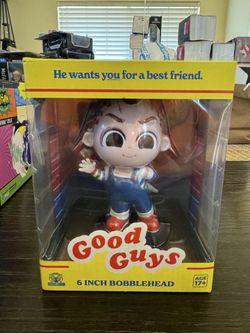 He wants you for a best friend.
Good
Guys
6 INCH BOBBLEHEAD
AGE
17+